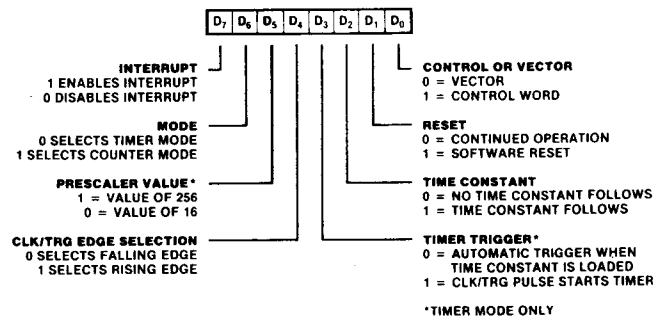 D7 D6 D5 D4 D3 D2 D1 D0
INTERRUPT
1 ENABLES INTERRUPT
0 DISABLES INTERRUPT
MODE
0 SELECTS TIMER MODE
1 SELECTS COUNTER MODE
PRESCALER VALUE*
1 = VALUE OF 256
0 = VALUE OF 16
CLK/TRG EDGE SELECTION
0 SELECTS FALLING EDGE
1 SELECTS RISING EDGE
CONTROL OR VECTOR
0 = VECTOR
1 = CONTROL WORD
RESET
0 = CONTINUED OPERATION
1 = SOFTWARE RESET
TIME CONSTANT
0 = NO TIME CONSTANT FOLLOWS
1 = TIME CONSTANT FOLLOWS
TIMER TRIGGER*
0 = AUTOMATIC TRIGGER WHEN
TIME CONSTANT IS LOADED
1 = CLK/TRG PULSE STARTS TIMER
*TIMER MODE ONLY